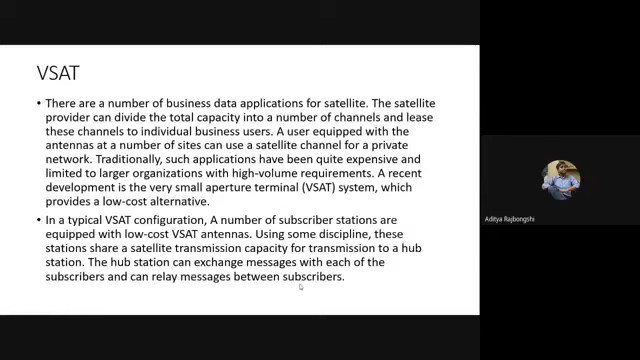 VSAT
• There are a number of business data applications for satellite. The satellite
provider can divide the total capacity into a number of channels and lease
these channels to individual business users. A user equipped with the
antennas at a number of sites can use a satellite channel for a private
network. Traditionally, such applications have been quite expensive and
limited to larger organizations with high-volume requirements. A recent
development is the very small aperture terminal (VSAT) system, which
provides a low-cost alternative.
• In a typical VSAT configuration, A number of subscriber stations are
equipped with low-cost VSAT antennas. Using some discipline, these
stations share a satellite transmission capacity for transmission to a hub
station. The hub station can exchange messages with each of the
subscribers and can relay messages between subscribers.
Aditya Rajbongshi